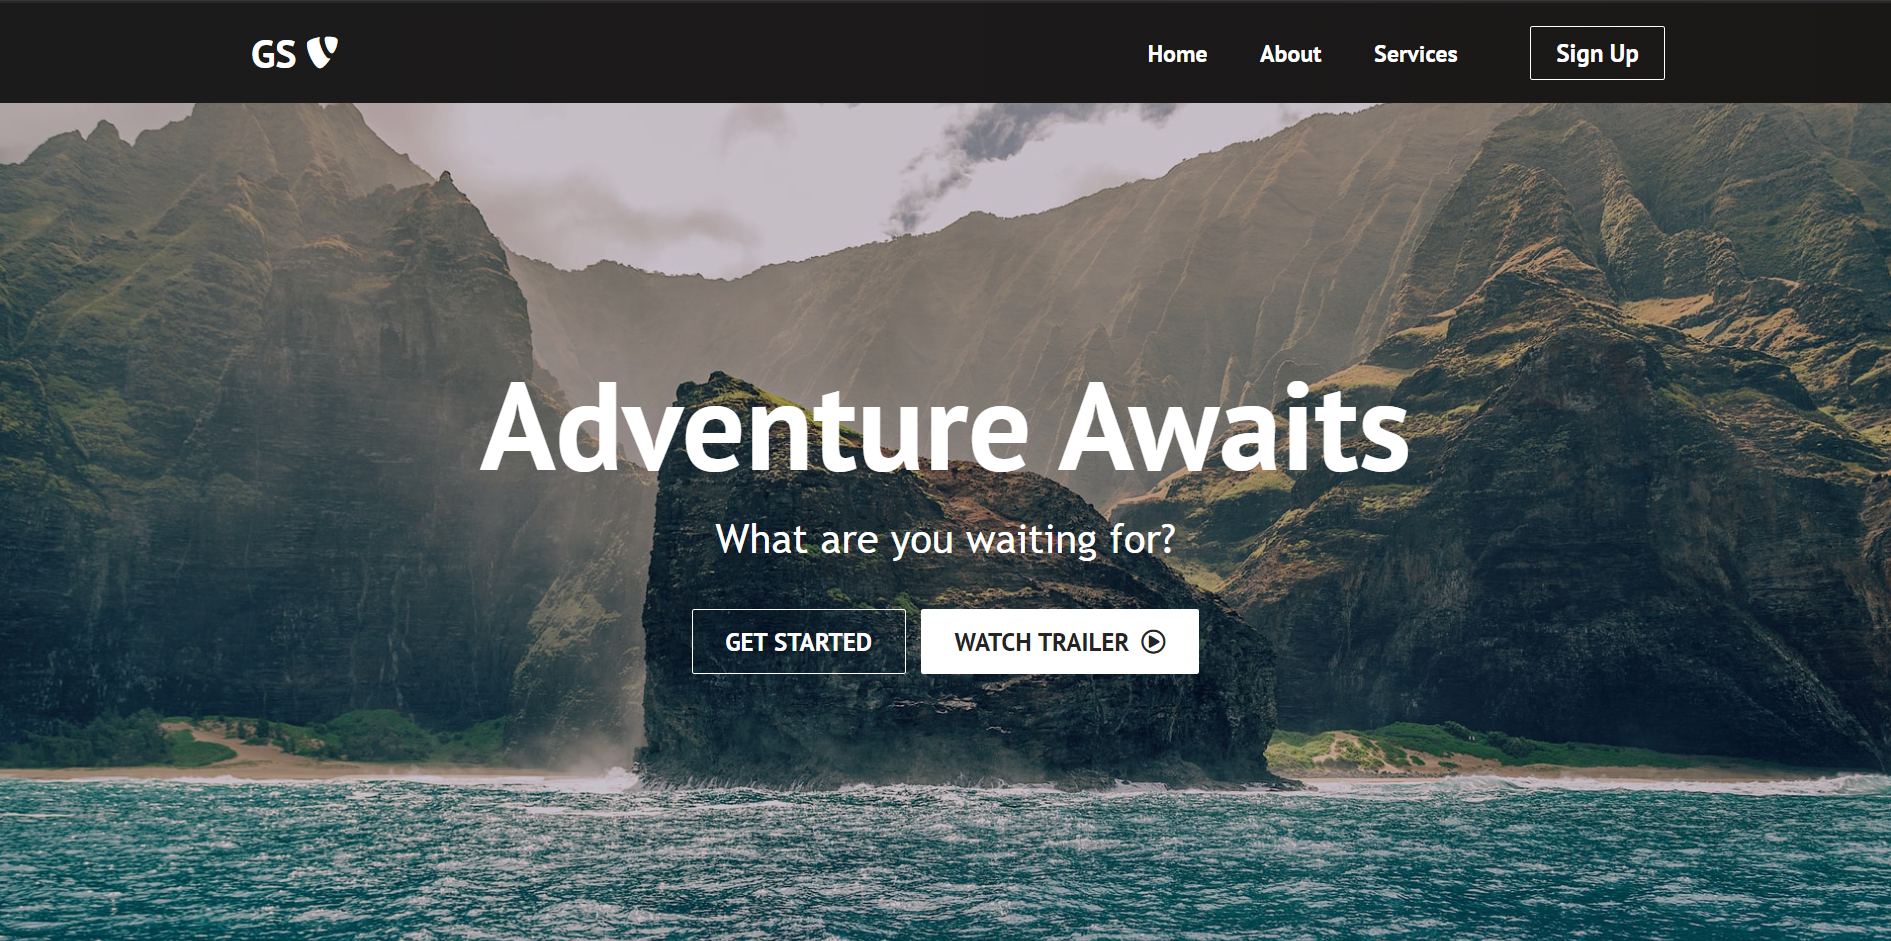 GS
Home About Services Sign Up
Adventure Awaits
What are you waiting for?
GET STARTED WATCH TRAILER